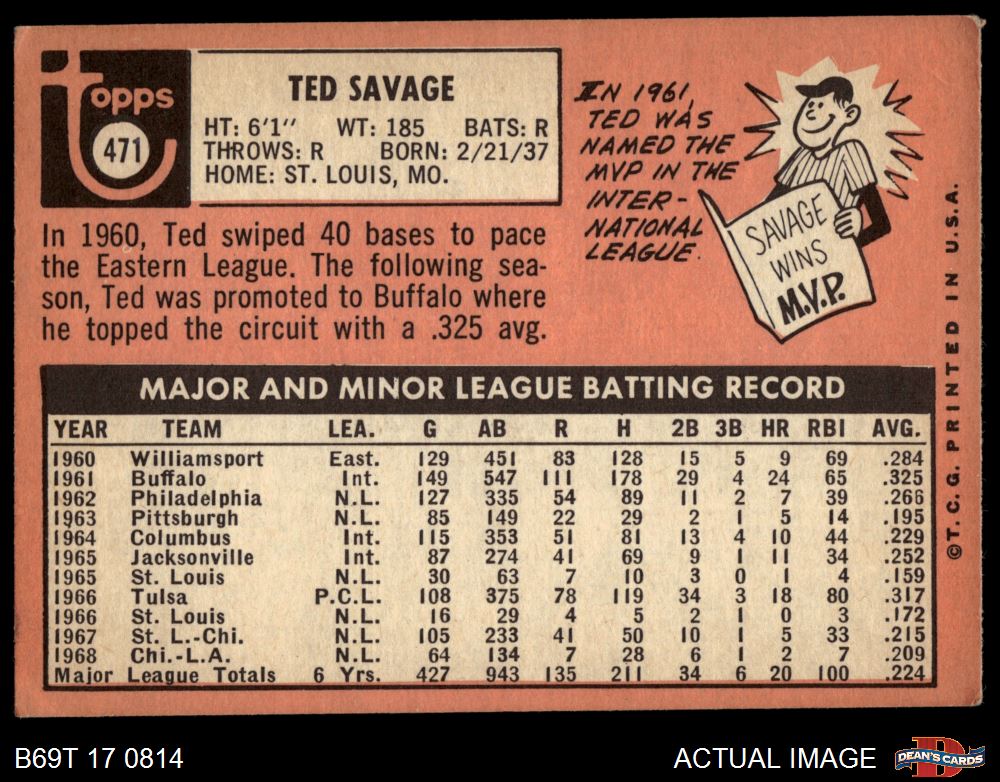 topps
471
TED SAVAGE
HT: 6'1" WT: 185 BATS: R
THROWS: R BORN: 2/21/37
HOME: ST. LOUIS, MO.
In 1960, Ted swiped 40 bases to pace
the Eastern League. The following sea-
son, Ted was promoted to Buffalo where
he topped the circuit with a .325 avg.
IN 1961,
TED WAS
NAMED THE
MVP IN THE
INTER-
NATIONAL
LEAGUE.
SAVAGE
WINS
M.V.P.
MAJOR AND MINOR LEAGUE BATTING RECORD
YEAR TEAM LEA. G AB R H 2B 3B HR RBI AVG.
1960 Williamsport East. 129 451 83 128 15 5 9 69 .284
1961 Buffalo Int. 149 547 111 178 29 4 24 65 .325
1962 Philadelphia N.L. 127 335 54 89 11 2 7 39 .266
1963 Pittsburgh N.L. 85 149 22 29 2 1 5 14 .195
1964 Columbus Int. 115 353 51 81 13 4 10 44 .229
1965 Jacksonville Int. 87 274 41 69 9 1 11 34 .252
1965 St. Louis N.L. 30 63 7 10 3 0 1 4 .159
1966 Tulsa P.C.L. 108 375 78 119 34 3 18 80 .317
1966 St. Louis N.L. 16 29 4 5 2 1 0 3 .172
1967 St. L.-Chi. N.L. 105 233 41 50 10 1 5 33 .215
1968 Chi.-L.A. N.L. 64 134 7 28 6 1 2 7 .209
Major League Totals 6 Yrs. 427 943 135 211 34 6 20 100 .224
©T. C. G. PRINTED IN U.S.A.
B69T 17 0814
ACTUAL IMAGE
D
DEAN'S CARDS